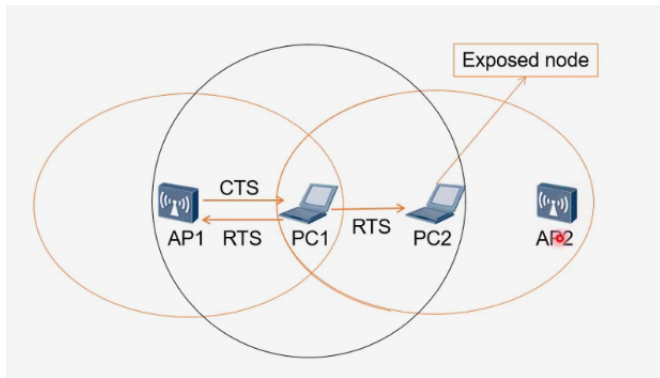 Exposed node
CTS
RTS
AP1
RTS
PC1
PC2
AP2